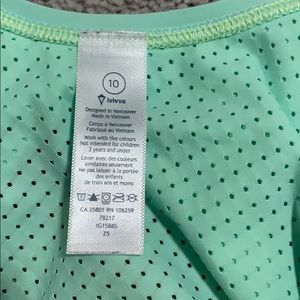 10
ivivva
Designed in Vancouver
Made in Vietnam
Conçu à Vancouver
Fabriqué au Vietnam
Wash with like colours
Not intended for children
3 years and under
Laver avec des couleurs
similaires seulement
Ne pas laisser à la portée
des enfants
de trois ans et moins
CA 35801 RN 106259
78217
IG1588S
Z5